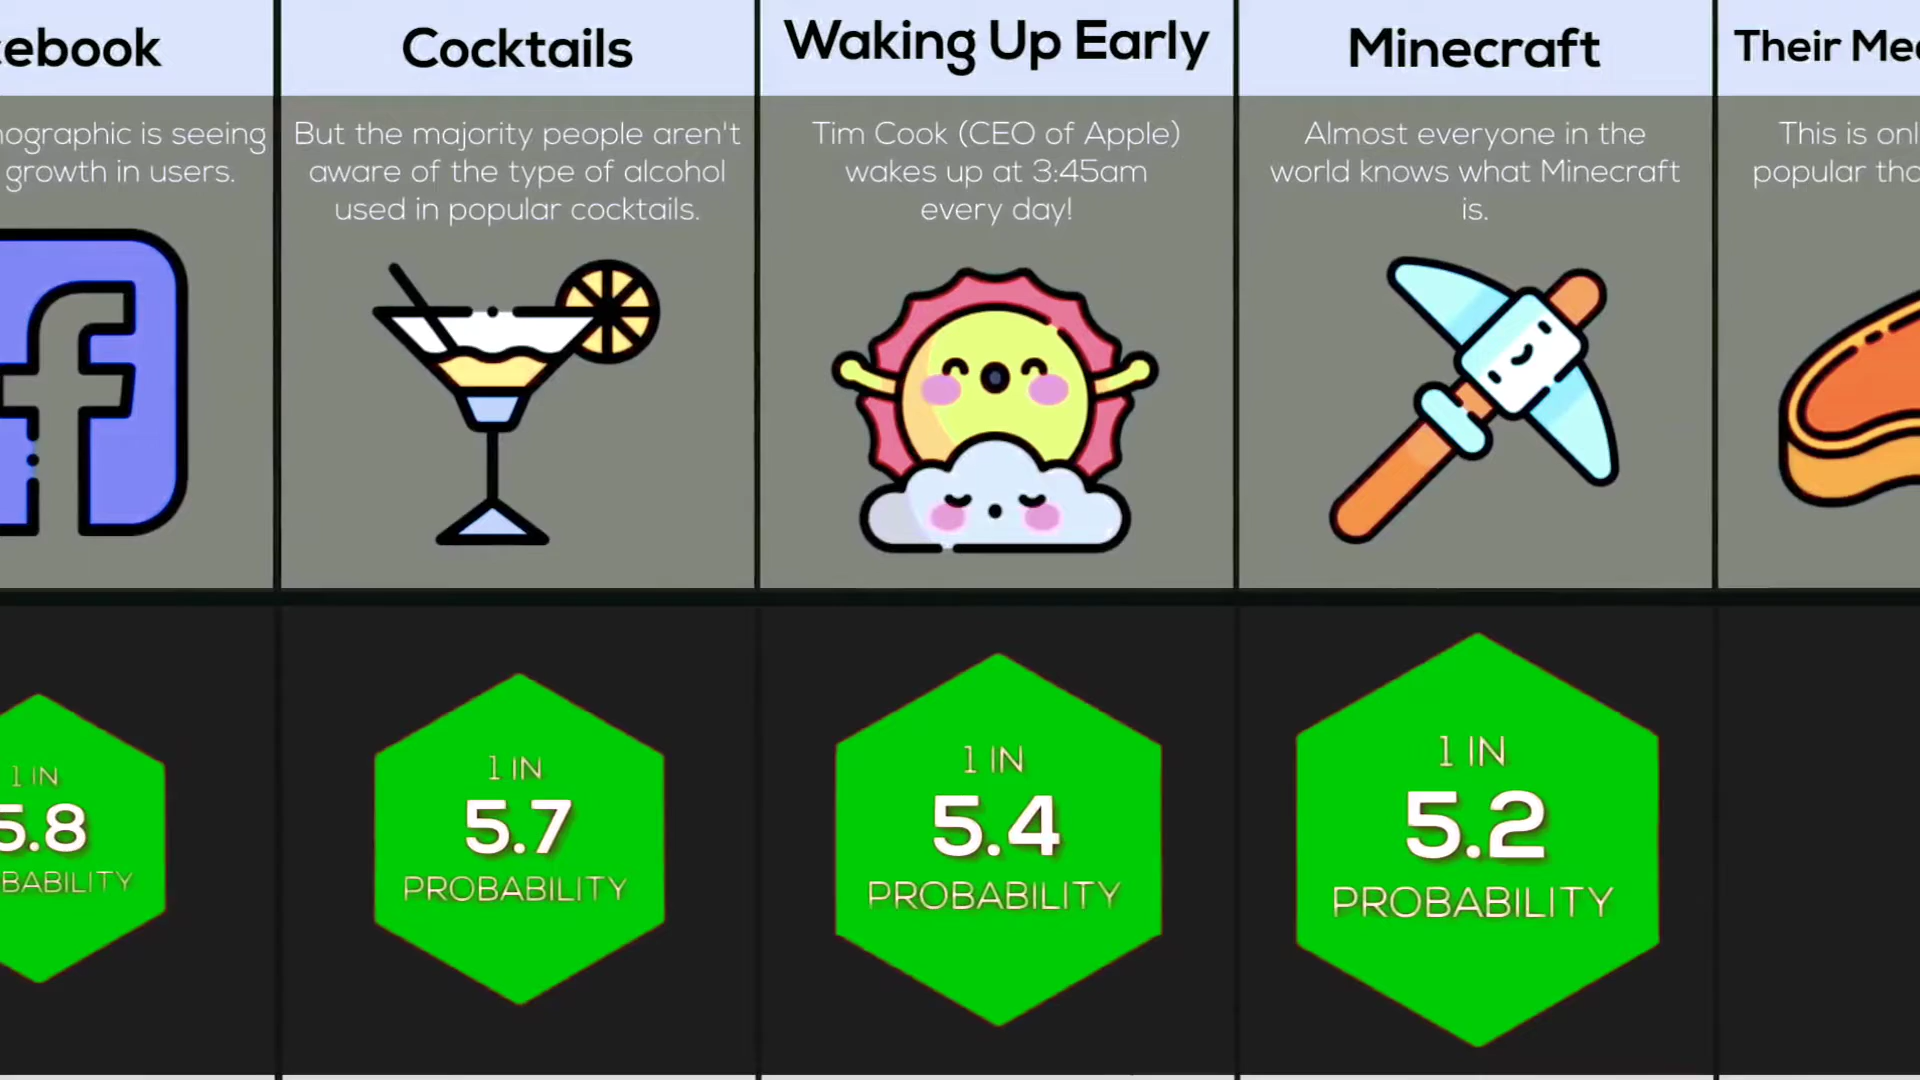 cebook
nographic is seeing
growth in users.
1 IN
5.8
BABILITY
Cocktails
But the majority people aren't
aware of the type of alcohol
used in popular cocktails.
1 IN
5.7
PROBABILITY
Waking Up Early
Tim Cook (CEO of Apple)
wakes up at 3:45am
every day!
1 IN
5.4
PROBABILITY
Minecraft
Almost everyone in the
world knows what Minecraft
is.
1 IN
5.2
PROBABILITY
Their Mea
This is onl
popular tha